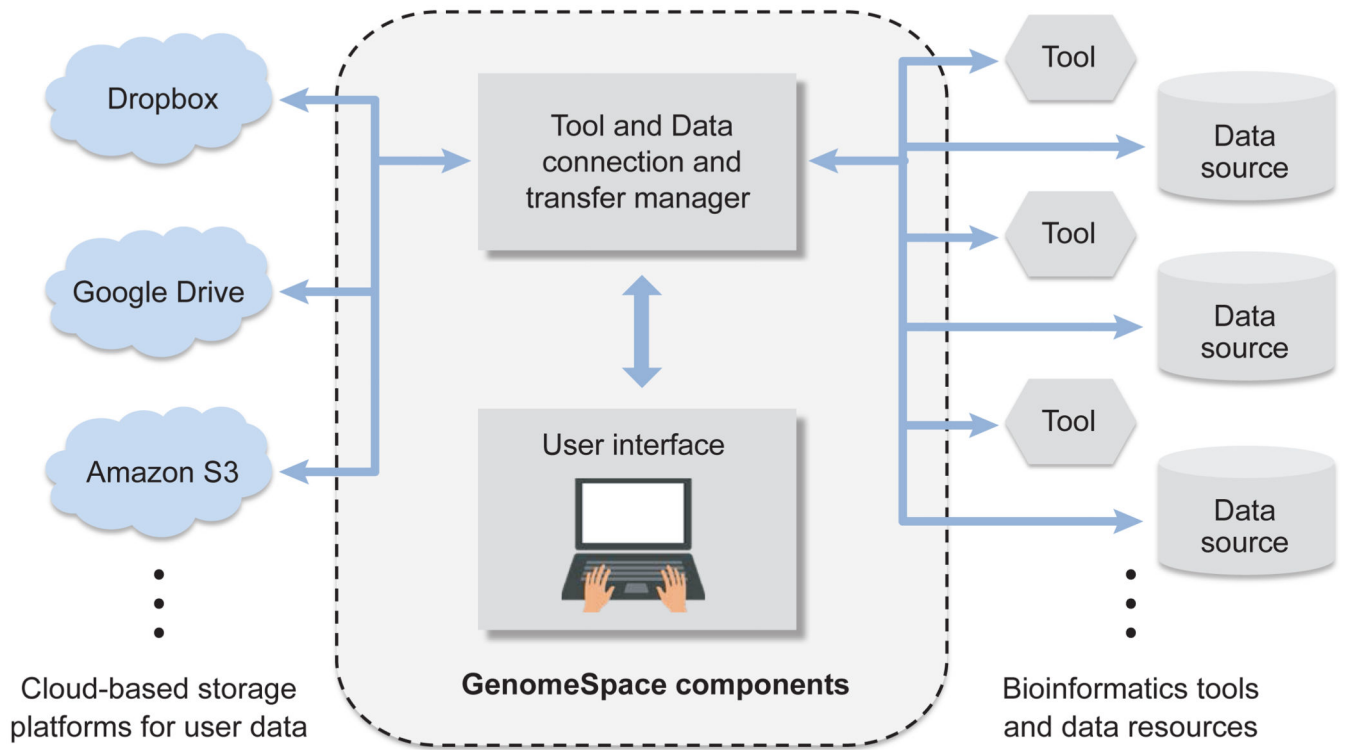 Dropbox
Google Drive
Amazon S3
Cloud-based storage
platforms for user data
Tool and Data
connection and
transfer manager
User interface
GenomeSpace components
Tool
Data
source
Tool
Data
source
Tool
Data
source
Bioinformatics tools
and data resources